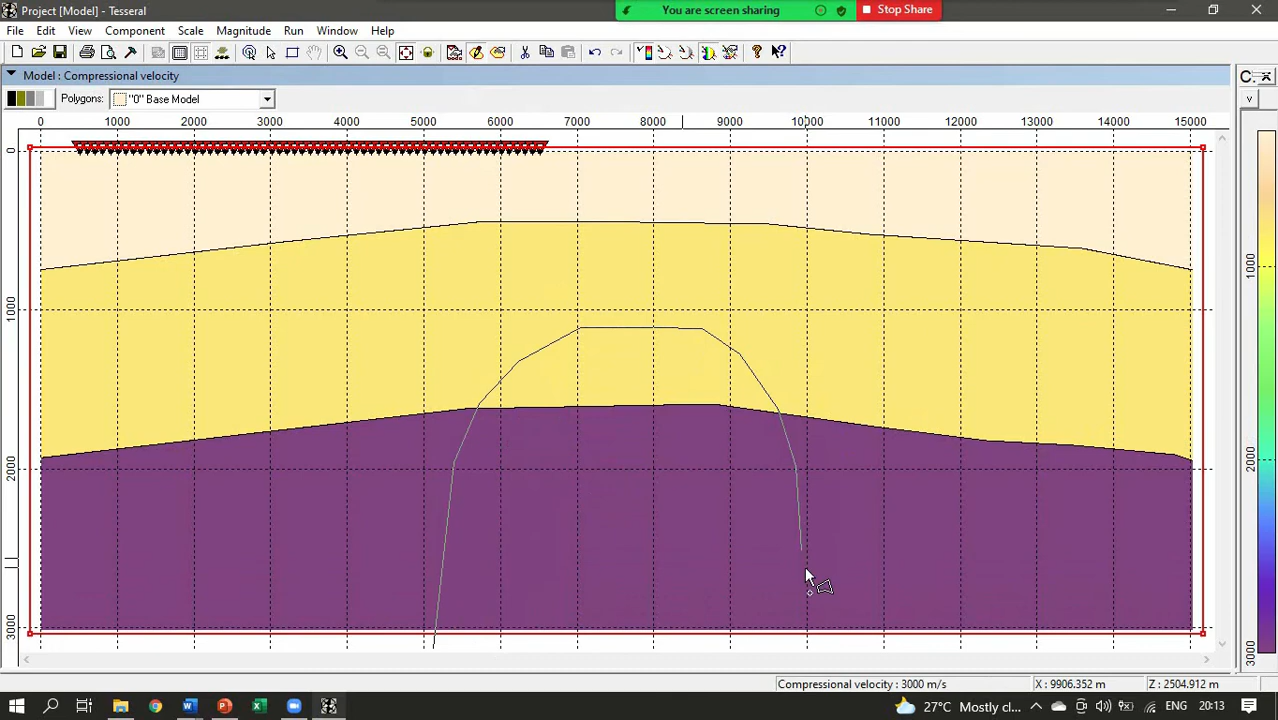 Project [Model] - Tesseral
You are screen sharing
Stop Share
File Edit View Component Scale Magnitude Run Window Help
Model : Compressional velocity
C.
Polygons: "0" Base Model
v
0 1000 2000 3000 4000 5000 6000 7000 8000 9000 10000 11000 12000 13000 14000 15000
0
1000
2000
3000
1000
2000
3000
Compressional velocity : 3000 m/s X : 9906.352 m Z : 2504.912 m
27°C Mostly cl... ENG 20:13